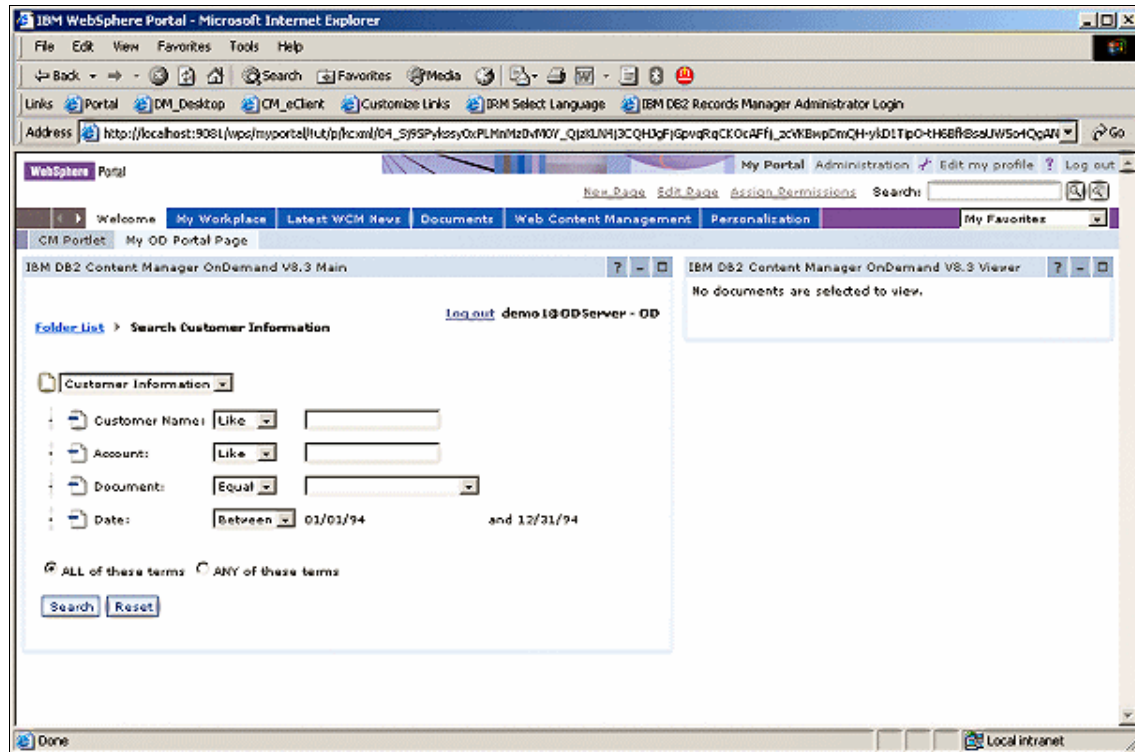 IBM WebSphere Portal - Microsoft Internet Explorer
File Edit View Favorites Tools Help
Back Search Favorites Media
Links Portal DM_Desktop CM_eClient Customize Links IRM Select Language IBM DB2 Records Manager Administrator Login
Address Go
WebSphere Portal My Portal Administration Edit my profile ? Log out
New Page Edit Page Assign Permissions Search:
Welcome My Workplace Latest WCM News Documents Web Content Management Personalization My Favorites
CM Portlet My OD Portal Page
IBM DB2 Content Manager OnDemand V8.3 Main ? IBM DB2 Content Manager OnDemand V8.3 Viewer ?
No documents are selected to view.
Log out demo1@ODServer - OD
Folder List > Search Customer Information
Customer Information
Customer Name: Like
Account: Like
Document: Equal
Date: Between 01/01/94 and 12/31/94
ALL of these terms ANY of these terms
Search Reset
Done Local intranet